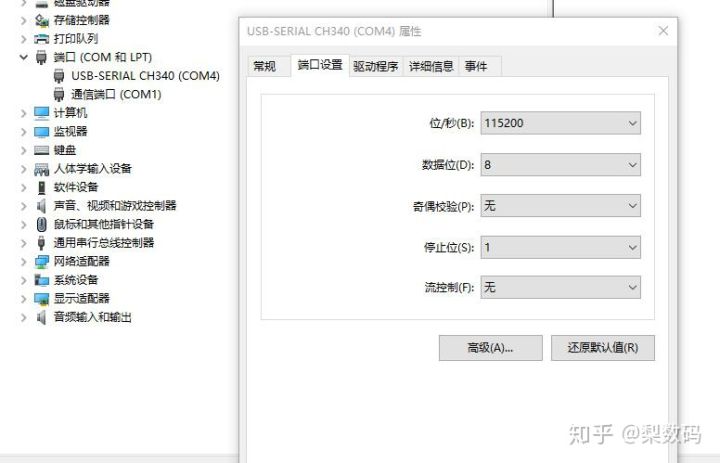 磁盘驱动器
存储控制器
打印队列
端口 (COM 和 LPT)
USB-SERIAL CH340 (COM4)
通信端口 (COM1)
计算机
监视器
键盘
人体学输入设备
软件设备
声音、视频和游戏控制器
鼠标和其他指针设备
通用串行总线控制器
网络适配器
系统设备
显示适配器
音频输入和输出
USB-SERIAL CH340 (COM4) 属性
常规 端口设置 驱动程序 详细信息 事件
位/秒(B): 115200
数据位(D): 8
奇偶校验(P): 无
停止位(S): 1
流控制(F): 无
高级(A)... 还原默认值(R)
知乎 @梨数码